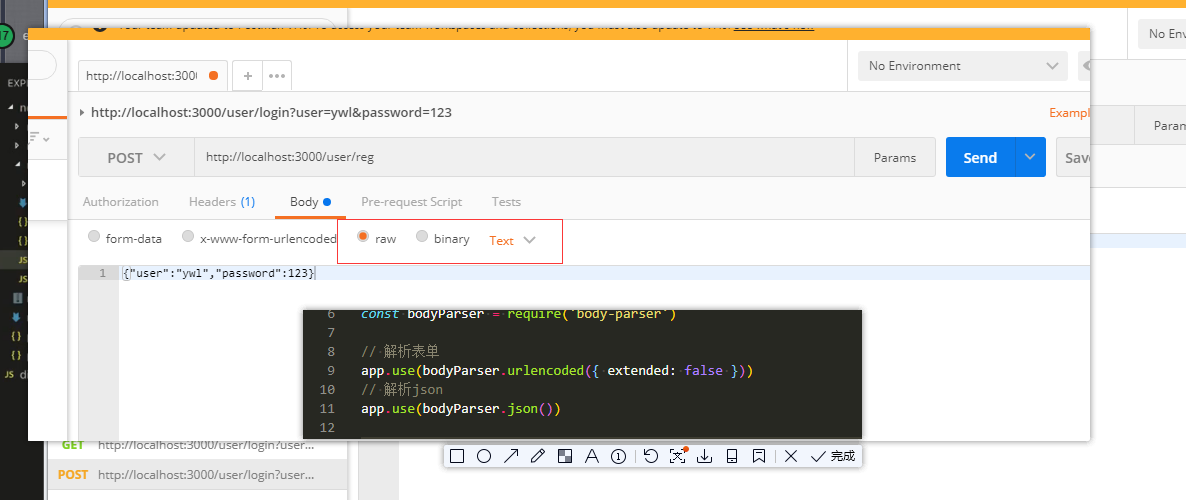 No En
No Environment
http://localhost:300
http://localhost:3000/user/login?user=ywl&password=123
Exampl
POST
http://localhost:3000/user/reg
Params
Send
Save
Param
Authorization
Headers (1)
Body
Pre-request Script
Tests
form-data
x-www-form-urlencoded
raw
binary
Text
1 {"user":"ywl","password":123}
6 const bodyParser = require('body-parser')
7
8 // 解析表单
9 app.use(bodyParser.urlencoded({ extended: false }))
10 // 解析json
11 app.use(bodyParser.json())
12
GET http://localhost:3000/user/login?user...
POST http://localhost:3000/user/login?user...
完成